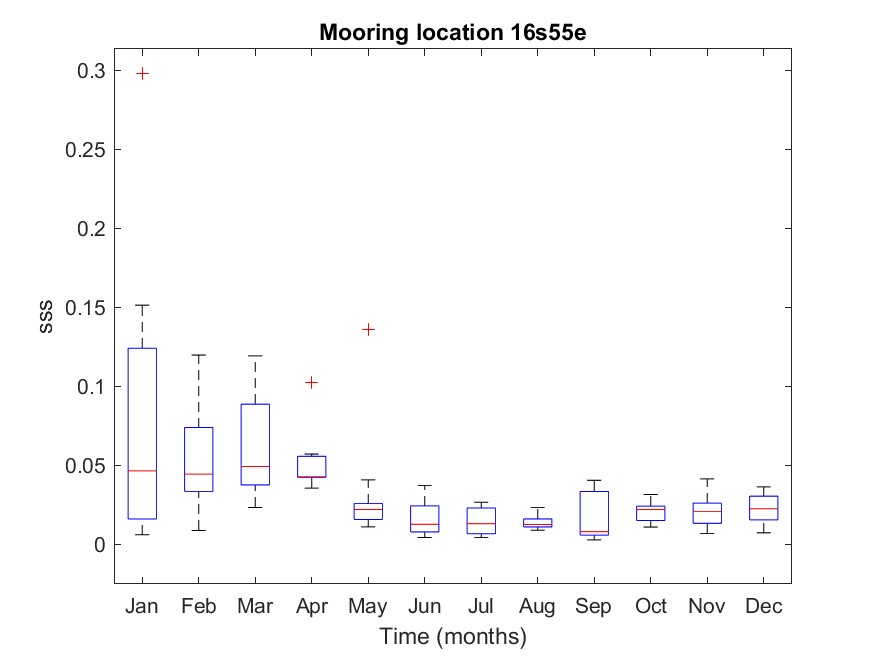 Mooring location 16s55e
0.3
0.25
0.2
0.15
0.1
0.05
0
sss
Jan Feb Mar Apr May Jun Jul Aug Sep Oct Nov Dec
Time (months)